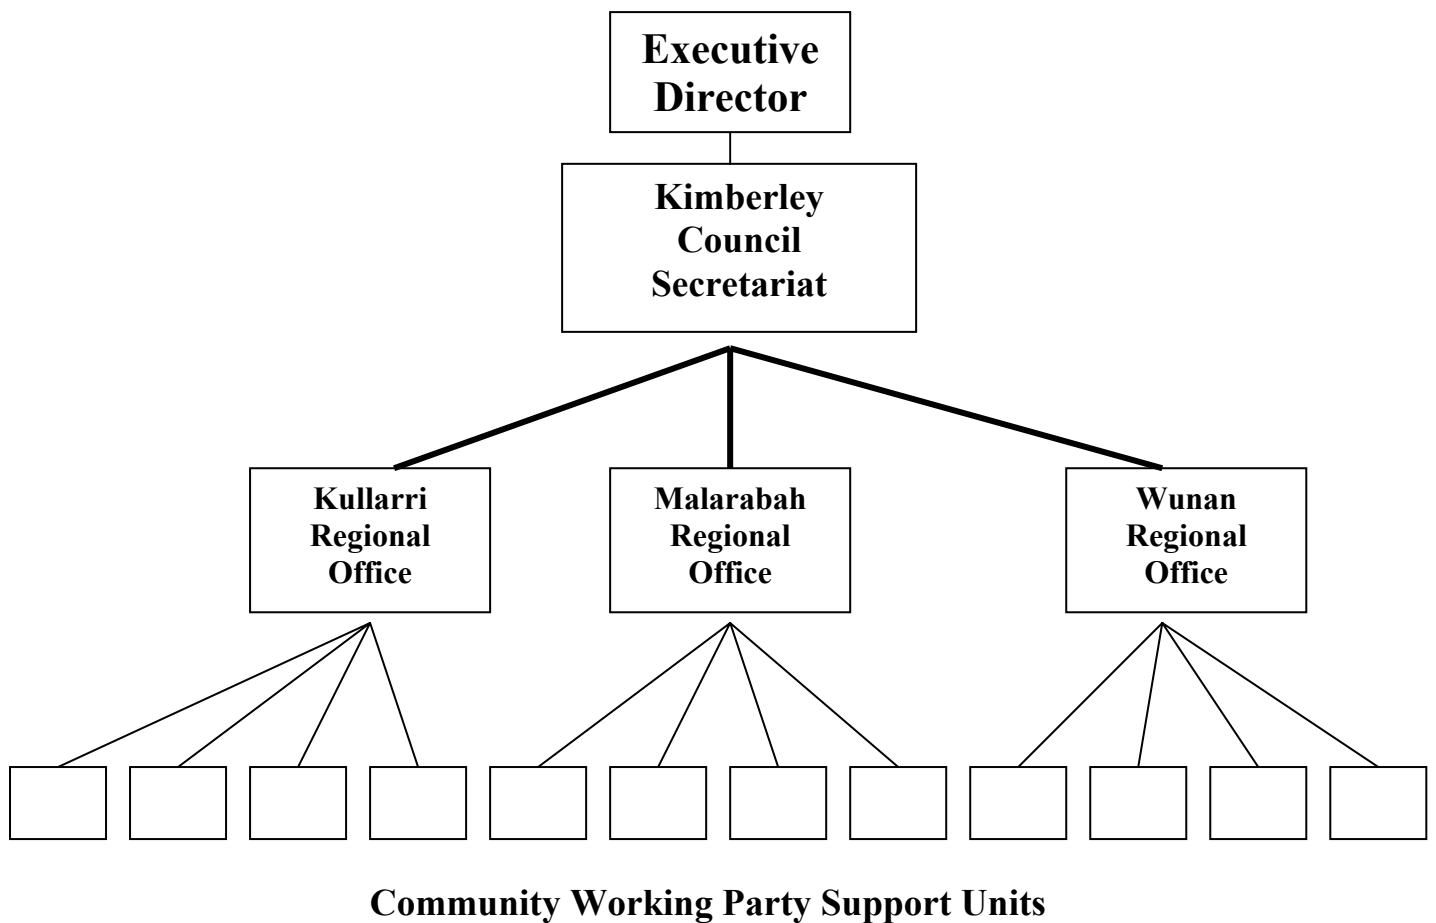 Executive
Director
Kimberley
Council
Secretariat
Kullarri
Regional
Office
Malarabah
Regional
Office
Wunan
Regional
Office
Community Working Party Support Units